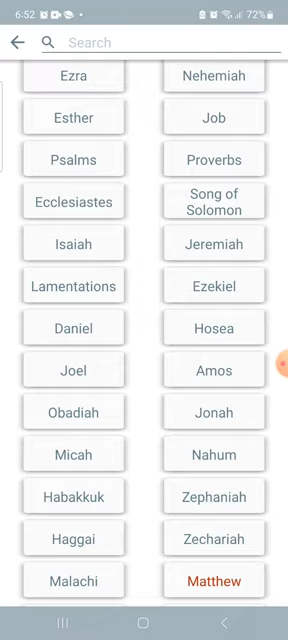 6:52
72%
Search
Ezra
Nehemiah
Esther
Job
Psalms
Proverbs
Ecclesiastes
Song of
Solomon
Isaiah
Jeremiah
Lamentations
Ezekiel
Daniel
Hosea
Joel
Amos
Obadiah
Jonah
Micah
Nahum
Habakkuk
Zephaniah
Haggai
Zechariah
Malachi
Matthew